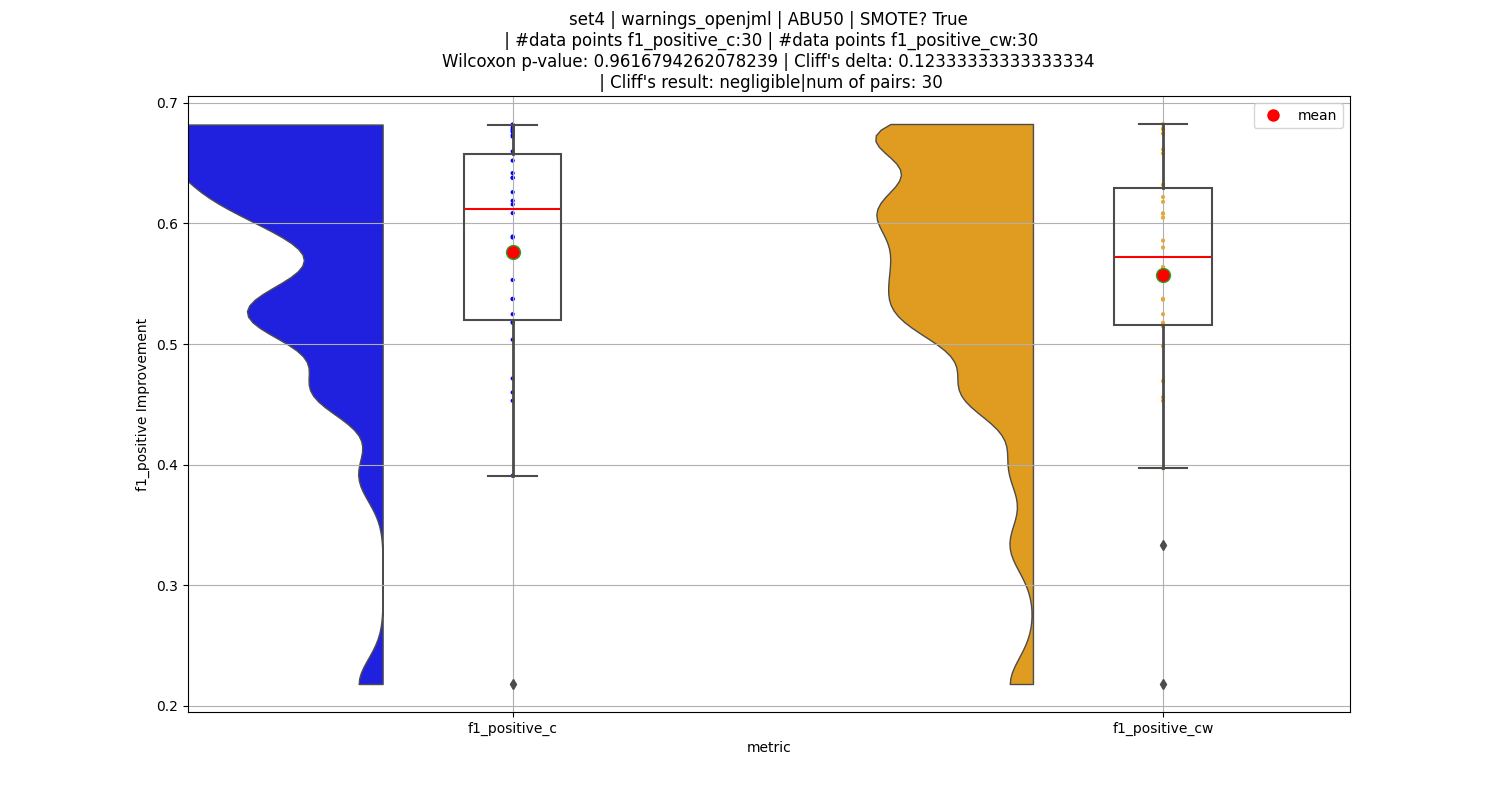 set4 | warnings_openjml | ABU50 | SMOTE? True
| #data points f1_positive_c:30 | #data points f1_positive_cw:30
Wilcoxon p-value: 0.9616794262078239 | Cliff's delta: 0.12333333333333334
| Cliff's result: negligible|num of pairs: 30
mean
0.7
0.6
0.5
0.4
0.3
0.2
f1_positive Improvement
f1_positive_c
f1_positive_cw
metric